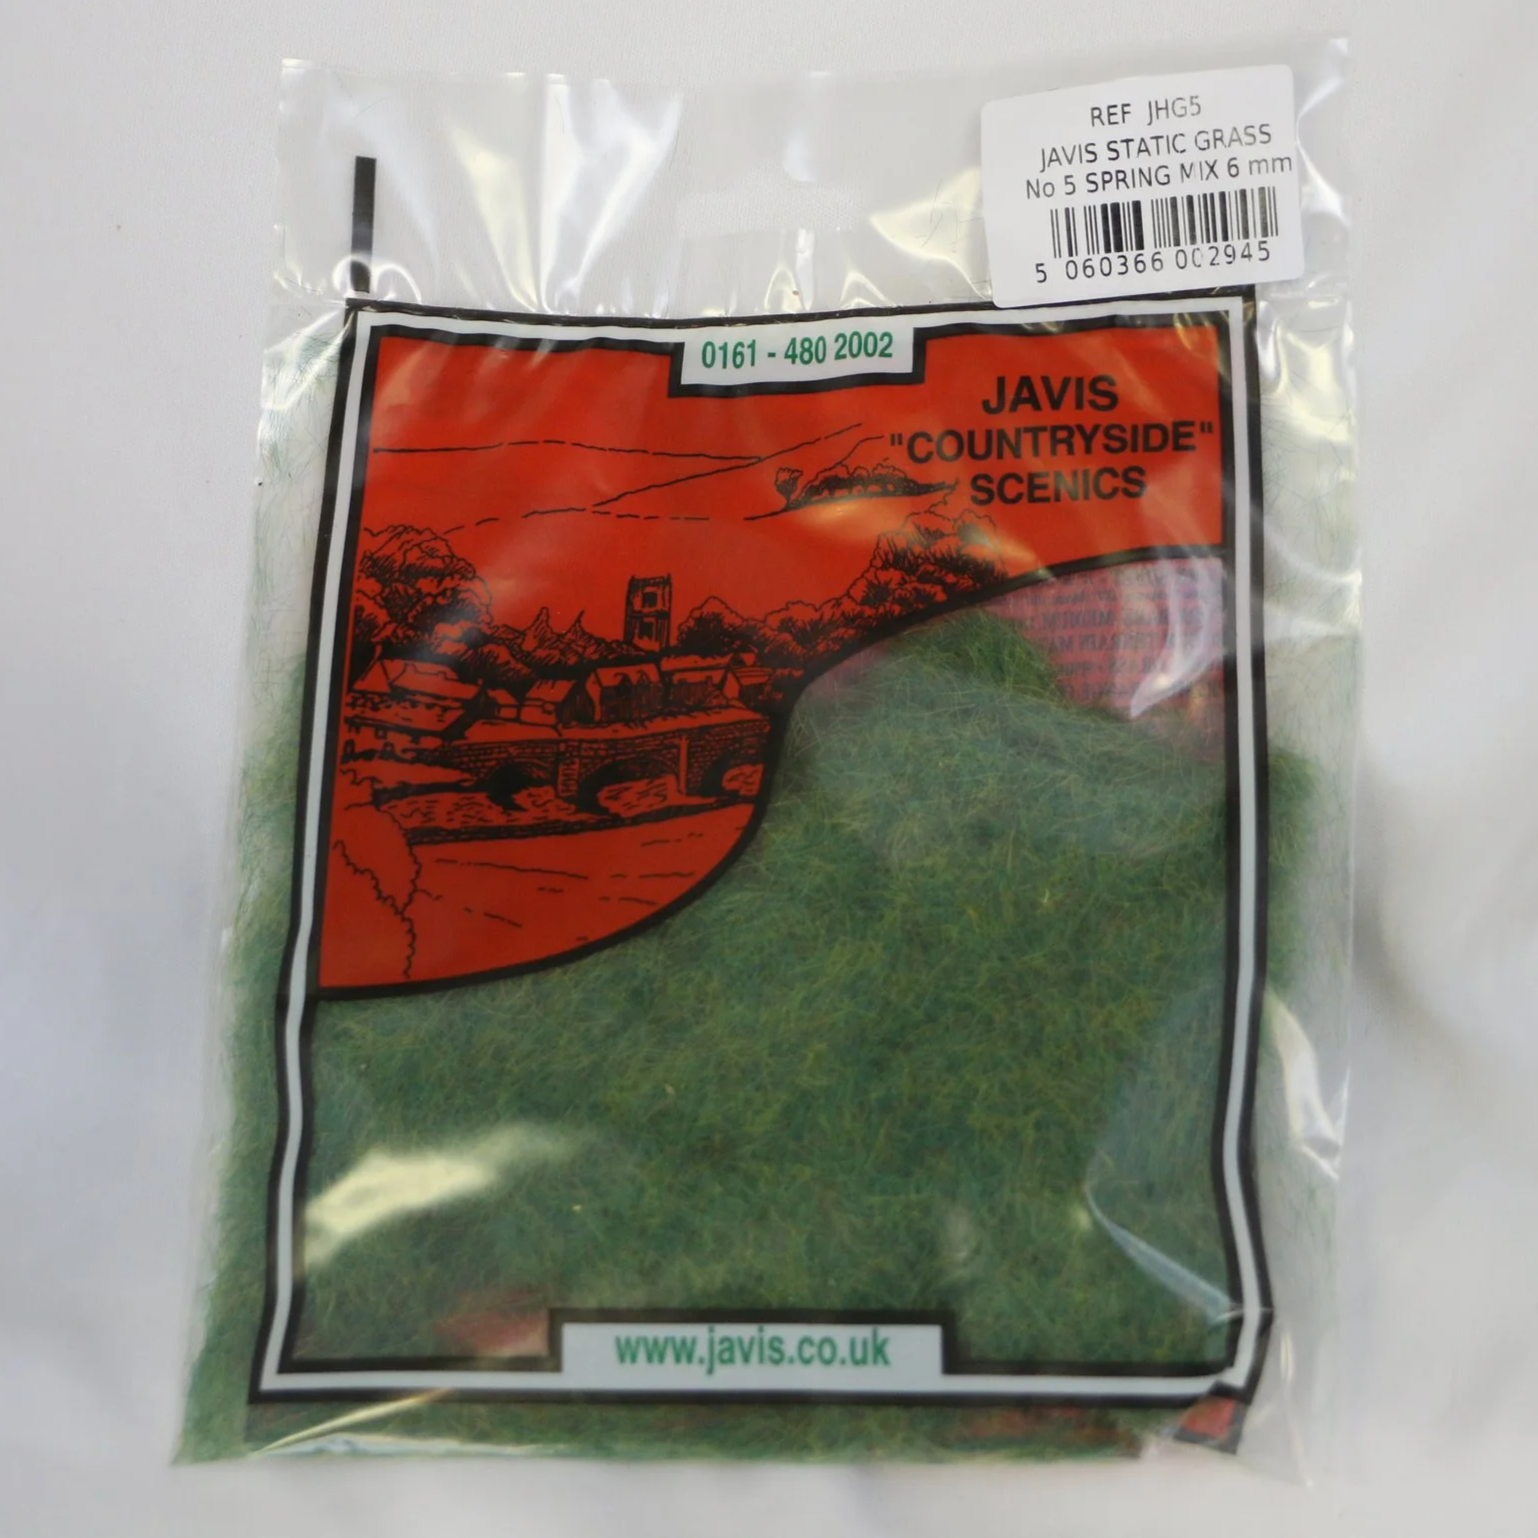 REF JHG5
JAVIS STATIC GRASS
No 5 SPRING MIX 6 mm
5 060366 002945
0161 - 480 2002
JAVIS
"COUNTRYSIDE"
SCENICS
www.javis.co.uk